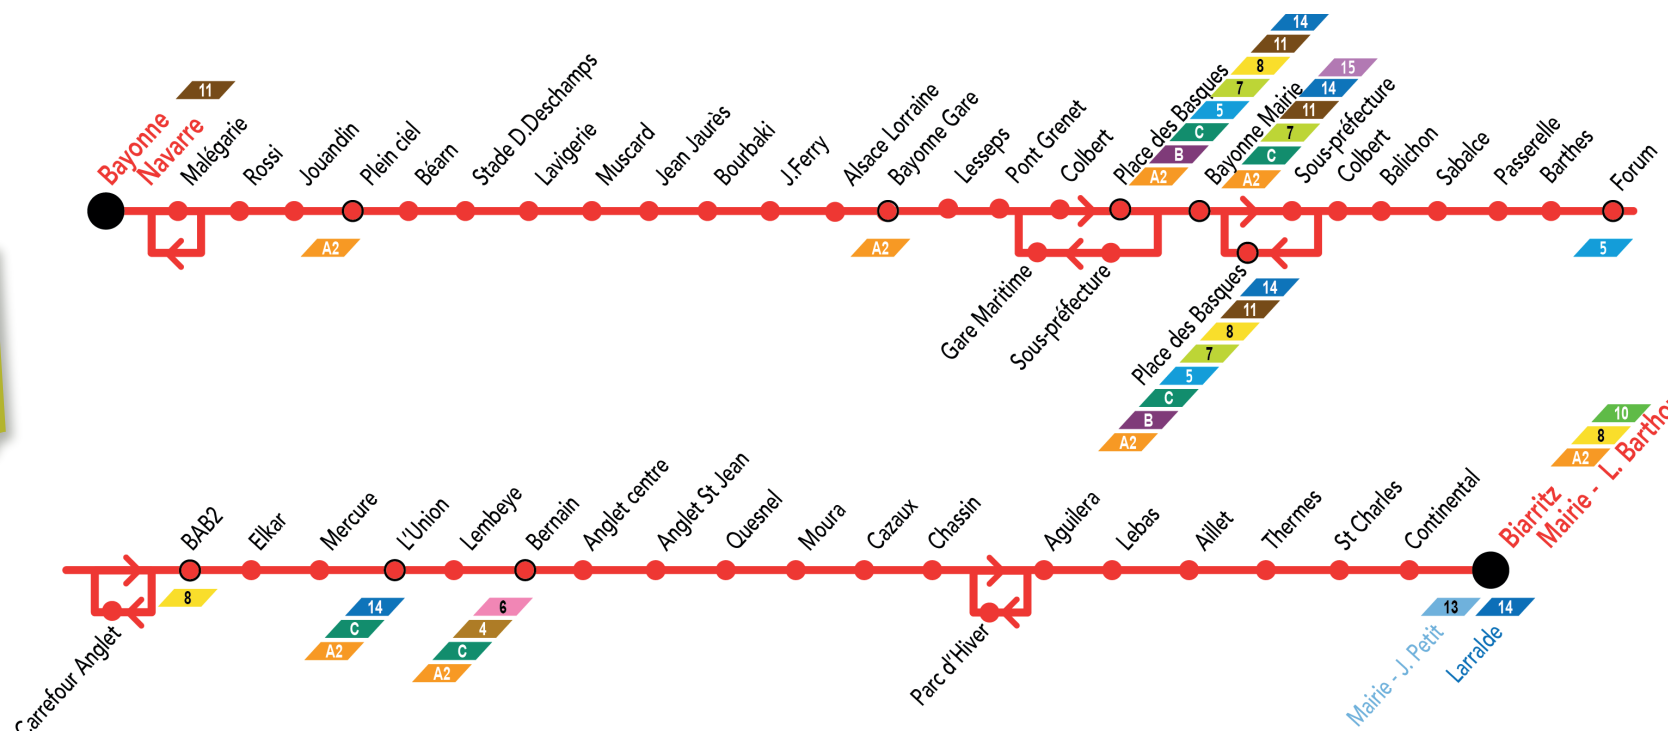 11
Bayonne
Navarre
Malégarie
Rossi
Jouandin
A2
Plein ciel
Béarn
Stade D.Deschamps
Lavigerie
Muscard
Jean Jaurès
Bourbaki
J.Ferry
Alsace Lorraine
A2
Bayonne Gare
Lesseps
Pont Grenet
Colbert
Place des Basques
14
11
8
7
5
C
B
A2
Bayonne Mairie
15
14
11
7
C
A2
Sous-préfecture
Colbert
Balichon
Sabalce
Passerelle
Barthes
Forum
5
Gare Maritime
Sous-préfecture
Place des Basques
14
11
8
7
5
C
B
A2
Carrefour Anglet
BAB2
8
Elkar
Mercure
L'Union
14
C
A2
Lembeye
Bernain
6
4
C
A2
Anglet centre
Anglet St Jean
Quesnel
Moura
Cazaux
Chassin
Parc d'Hiver
Aguilera
Lebas
Aillet
Thermes
St Charles
Continental
10
8
A2
Biarritz
Mairie - L. Barthou
13
Mairie - J. Petit
14
Larralde